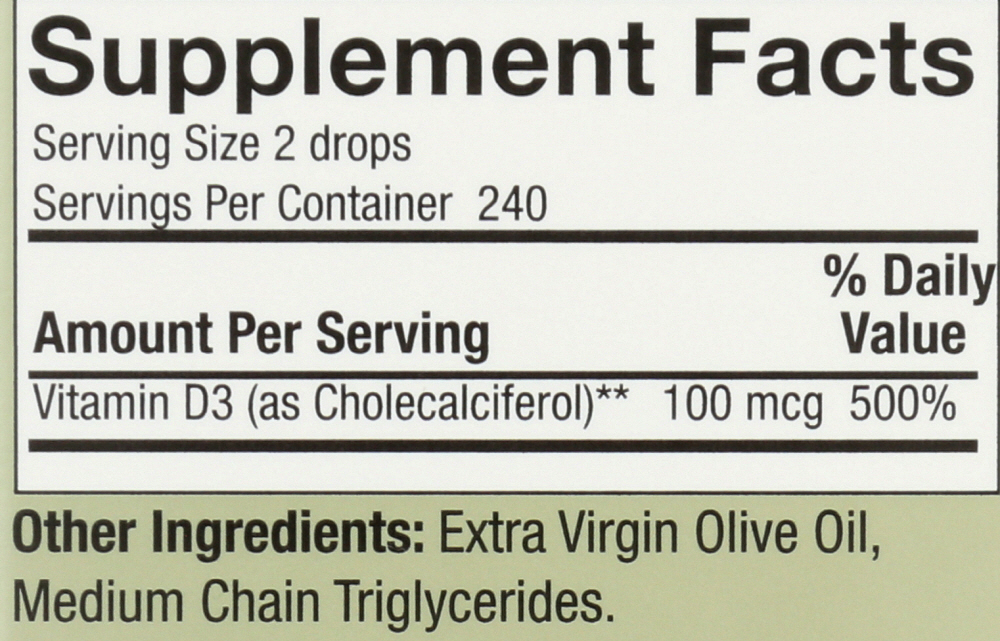 Supplement Facts
Serving Size 2 drops
Servings Per Container 240
% Daily
Amount Per Serving Value
Vitamin D3 (as Cholecalciferol)** 100 mcg 500%
Other Ingredients: Extra Virgin Olive Oil,
Medium Chain Triglycerides.